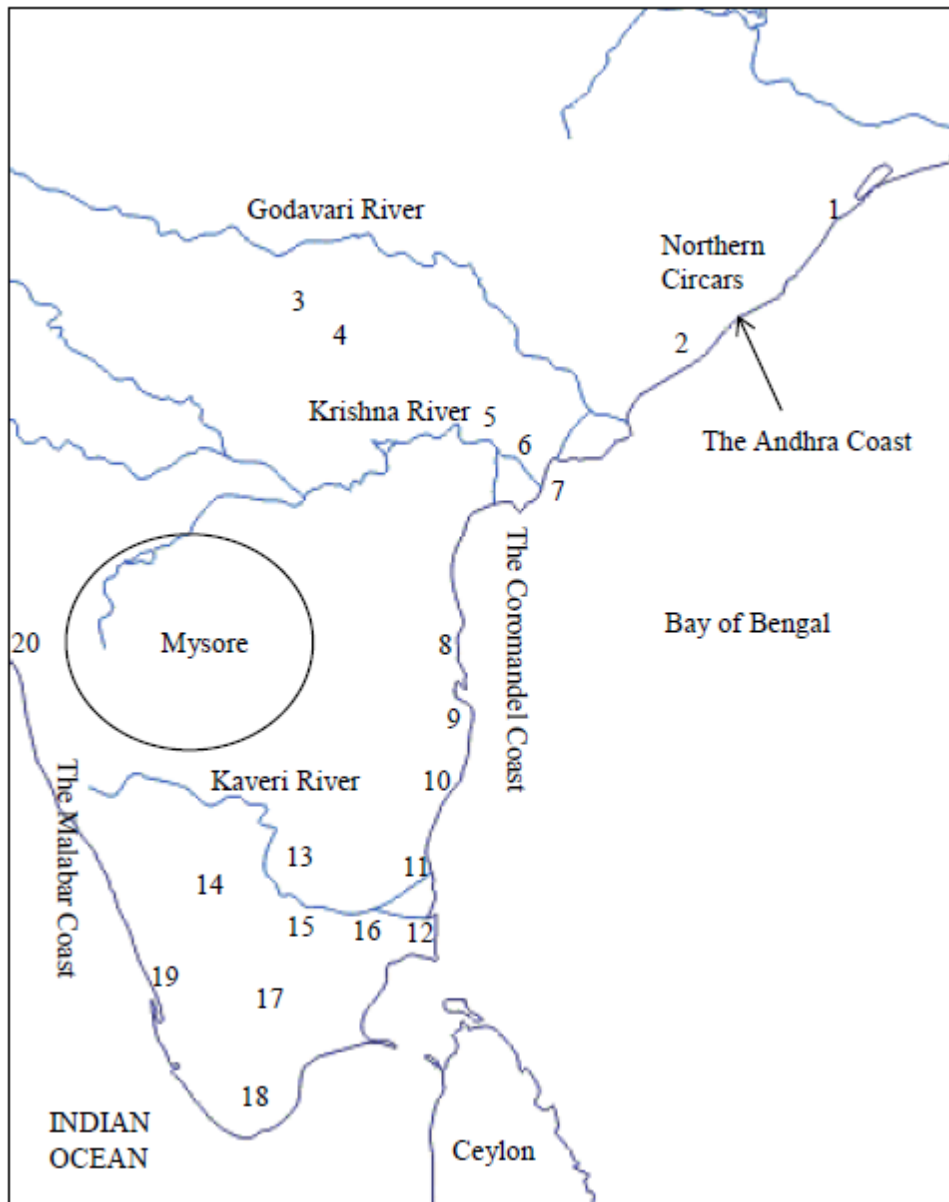 1
Godavari River
Northern
Circars
3
4
2
Krishna River
5
6
The Andhra Coast
7
The Coromandel Coast
Bay of Bengal
20
Mysore
8
9
Kaveri River
10
The Malabar Coast
13
11
14
15
16
12
19
17
18
INDIAN
OCEAN
Ceylon